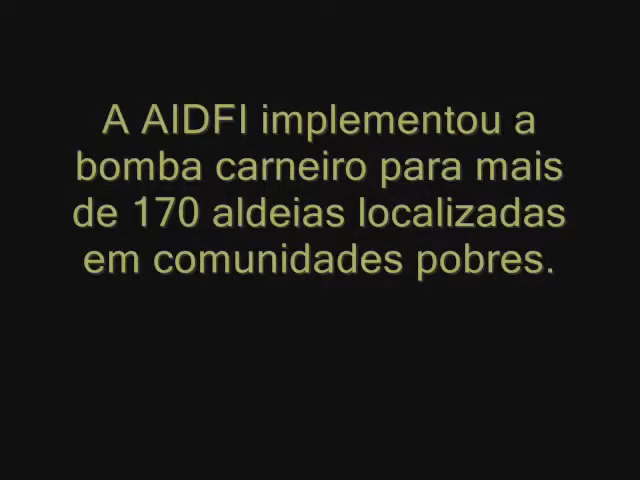 A AIDFI implementou a
bomba carneiro para mais
de 170 aldeias localizadas
em comunidades pobres.